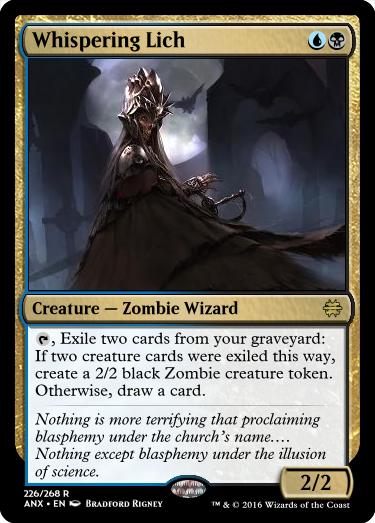 Whispering Lich
Creature — Zombie Wizard
, Exile two cards from your graveyard:
If two creature cards were exiled this way,
create a 2/2 black Zombie creature token.
Otherwise, draw a card.
Nothing is more terrifying that proclaiming
blasphemy under the church's name....
Nothing except blasphemy under the illusion
of science.
2/2
226/268 R
ANX • EN BRADFORD RIGNEY
™ & © 2016 Wizards of the Coast